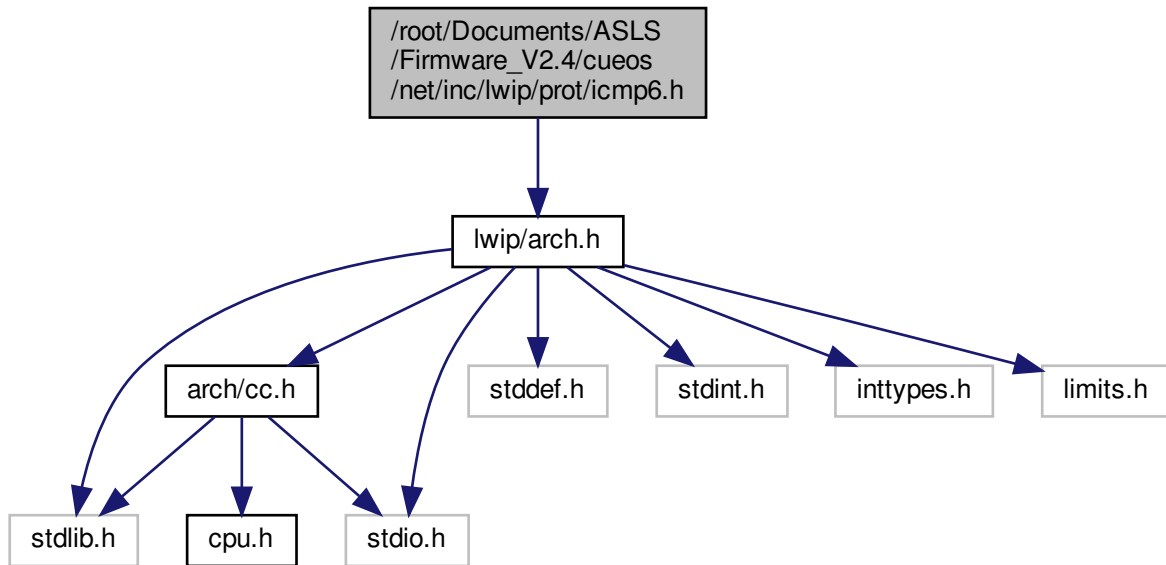 /root/Documents/ASLS
/Firmware_V2.4/cueos
/net/inc/lwip/prot/icmp6.h
lwip/arch.h
arch/cc.h
stddef.h
stdint.h
inttypes.h
limits.h
stdlib.h
cpu.h
stdio.h